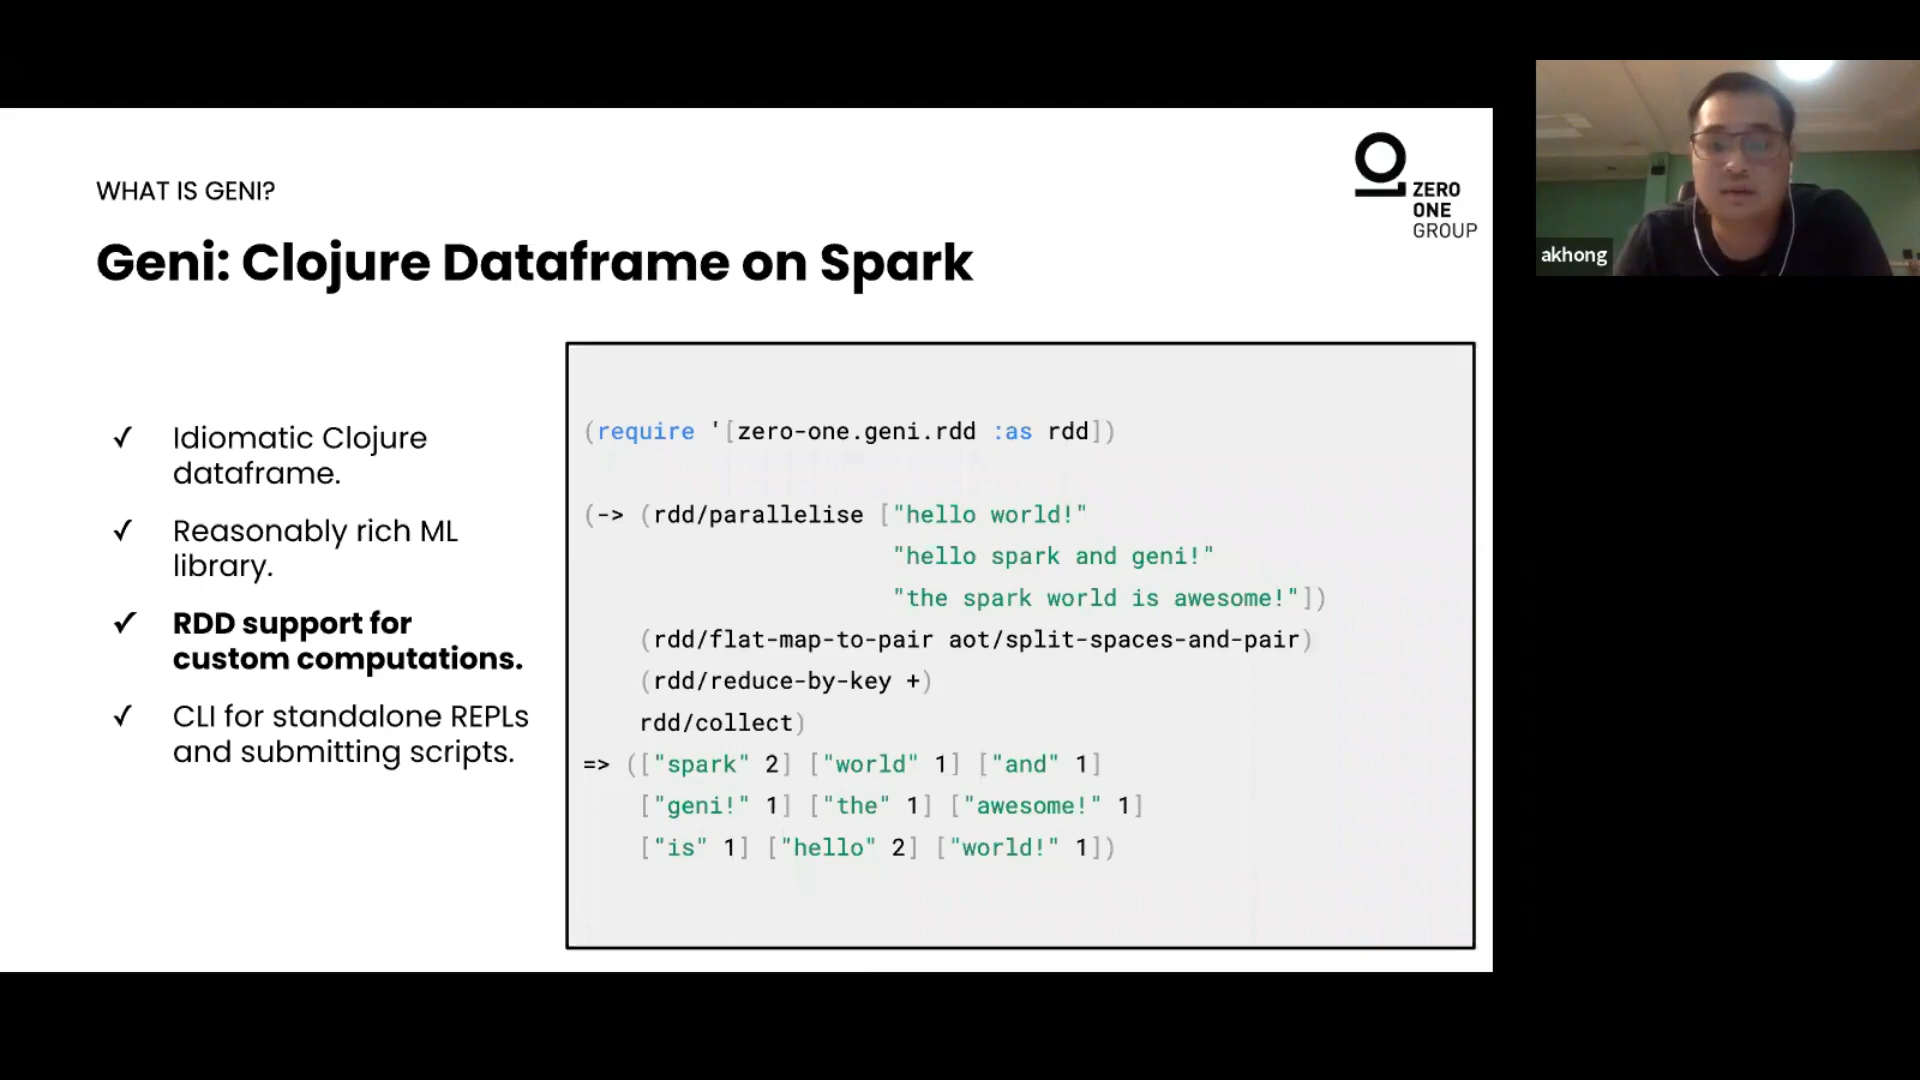 WHAT IS GENI?
Geni: Clojure Dataframe on Spark
ZERO
ONE
GROUP
akhong
✓ Idiomatic Clojure
dataframe.
✓ Reasonably rich ML
library.
✓ RDD support for
custom computations.
✓ CLI for standalone REPLs
and submitting scripts.
(require '[zero-one.geni.rdd :as rdd])
(-> (rdd/parallelise ["hello world!"
"hello spark and geni!"
"the spark world is awesome!"])
(rdd/flat-map-to-pair aot/split-spaces-and-pair)
(rdd/reduce-by-key +)
rdd/collect)
=> (["spark" 2] ["world" 1] ["and" 1]
["geni!" 1] ["the" 1] ["awesome!" 1]
["is" 1] ["hello" 2] ["world!" 1])